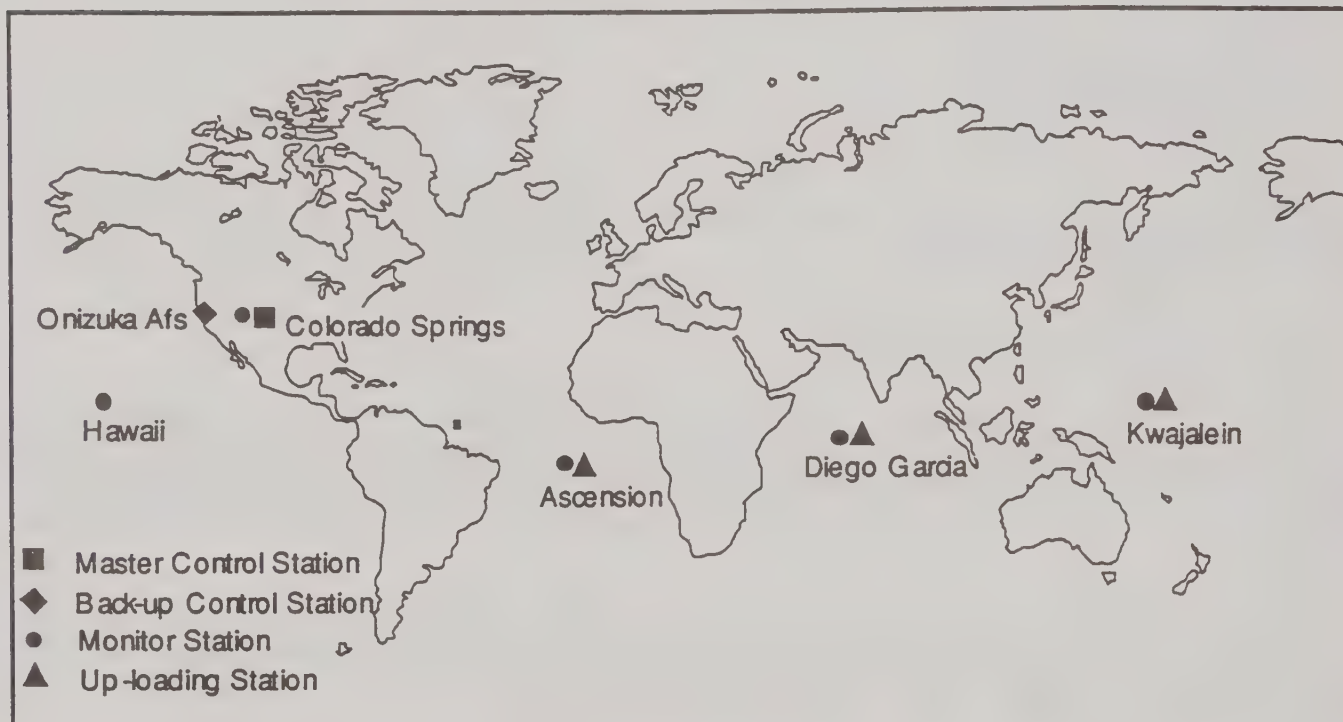 Onizuka Afs
Colorado Springs
Hawaii
Ascension
Diego Garcia
Kwajalein
Master Control Station
Back-up Control Station
Monitor Station
Up-loading Station